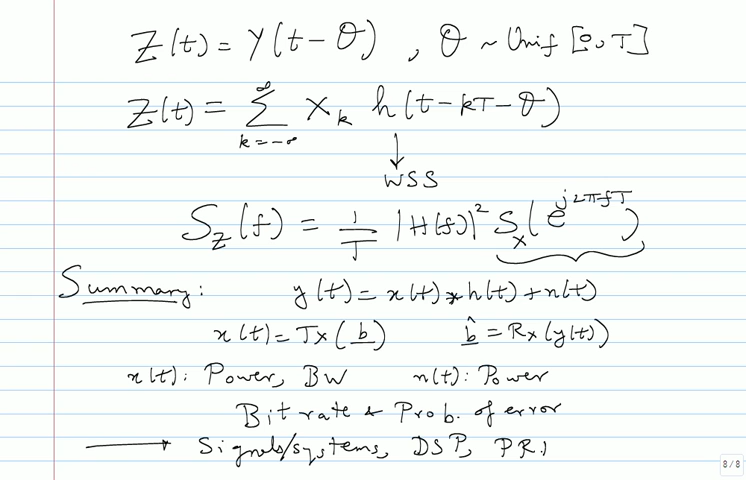 Z(t) = Y(t - Θ) , Θ ~ Unif [0, T]
Z(t) = ∑_{k=-∞}^{∞} X_k h(t - kT - Θ)
↓
WSS
S_Z(f) = 1/T |H(f)|² S_X(e^{j2πfT})
Summary: y(t) = x(t) * h(t) + n(t)
x(t) = Tx(b) b̂ = Rx(y(t))
x(t): Power, BW n(t): Power
Bit rate & Prob. of error
→ Signals/systems, DSP, PR.
8/8